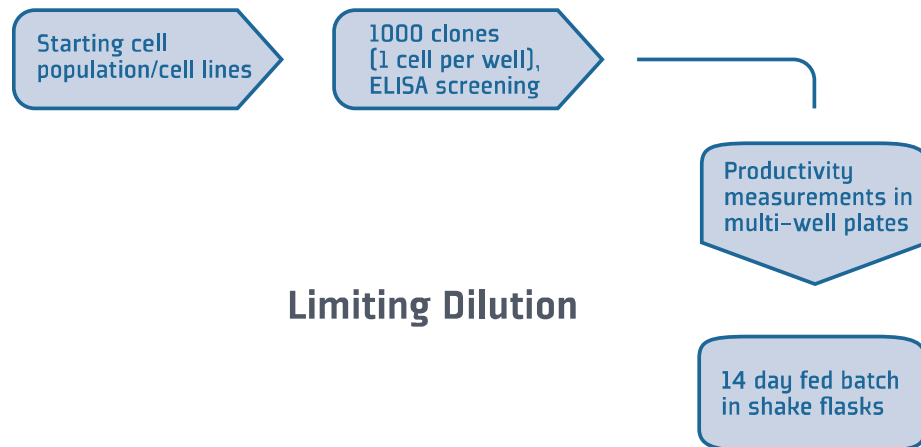 Starting cell
population/cell lines
1000 clones
(1 cell per well),
ELISA screening
Productivity
measurements in
multi-well plates
Limiting Dilution
14 day fed batch
in shake flasks